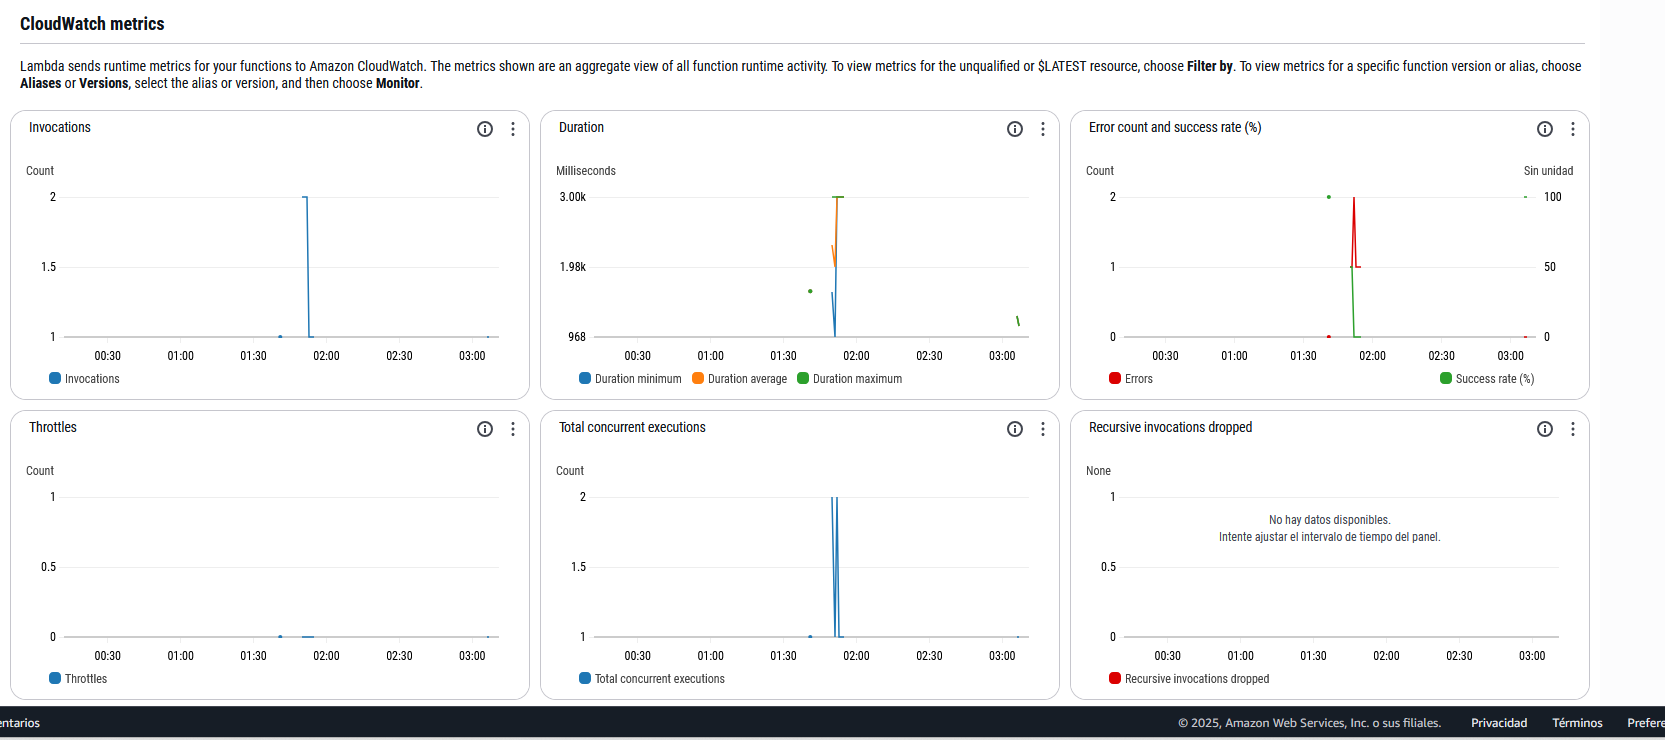 CloudWatch metrics
Lambda sends runtime metrics for your functions to Amazon CloudWatch. The metrics shown are an aggregate view of all function runtime activity. To view metrics for the unqualified or $LATEST resource, choose Filter by. To view metrics for a specific function version or alias, choose
Aliases or Versions, select the alias or version, and then choose Monitor.
Invocations
Count
2
1.5
1
00:30 01:00 01:30 02:00 02:30 03:00
Invocations
Duration
Milliseconds
3.00k
1.98k
968
00:30 01:00 01:30 02:00 02:30 03:00
Duration minimum Duration average Duration maximum
Error count and success rate (%)
Count Sin unidad
2 100
1 50
0 0
00:30 01:00 01:30 02:00 02:30 03:00
Errors Success rate (%)
Throttles
Count
1
0.5
0
00:30 01:00 01:30 02:00 02:30 03:00
Throttles
Total concurrent executions
Count
2
1.5
1
00:30 01:00 01:30 02:00 02:30 03:00
Total concurrent executions
Recursive invocations dropped
None
1
No hay datos disponibles.
Intente ajustar el intervalo de tiempo del panel.
0.5
0
00:30 01:00 01:30 02:00 02:30 03:00
Recursive invocations dropped
entarios © 2025, Amazon Web Services, Inc. o sus filiales. Privacidad Términos Prefere